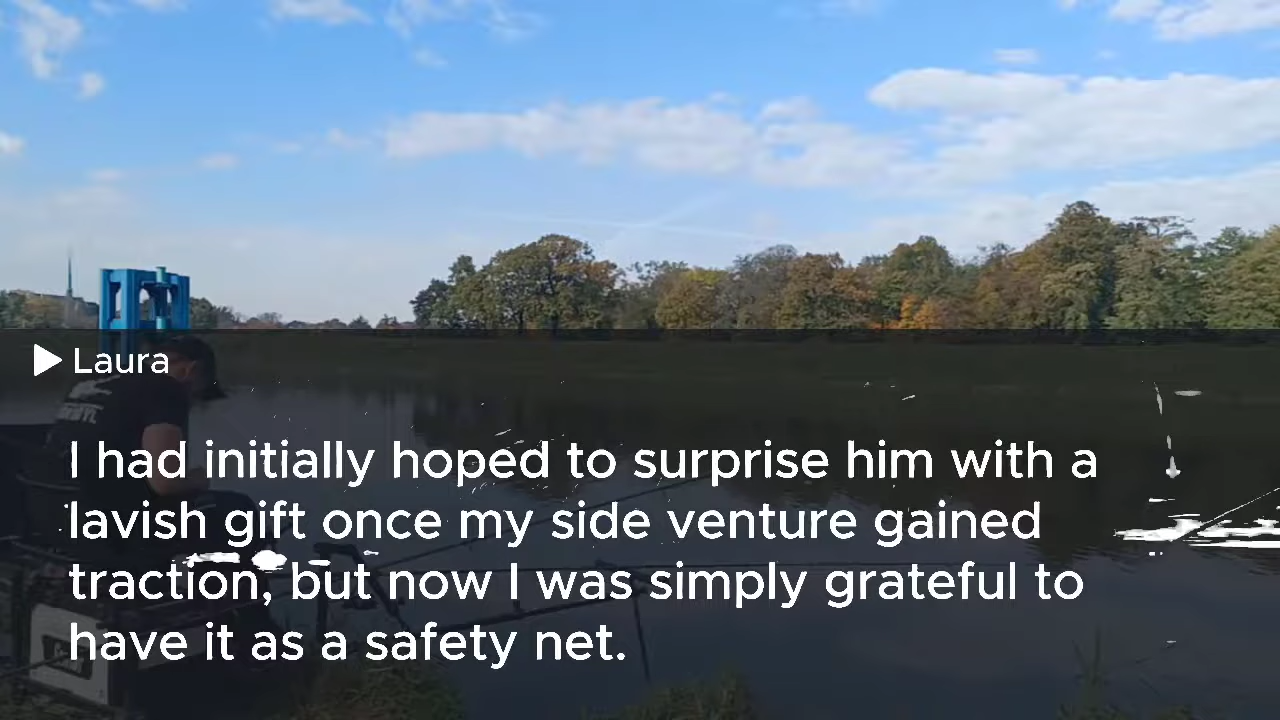 Laura
I had initially hoped to surprise him with a
lavish gift once my side venture gained
traction, but now I was simply grateful to
have it as a safety net.